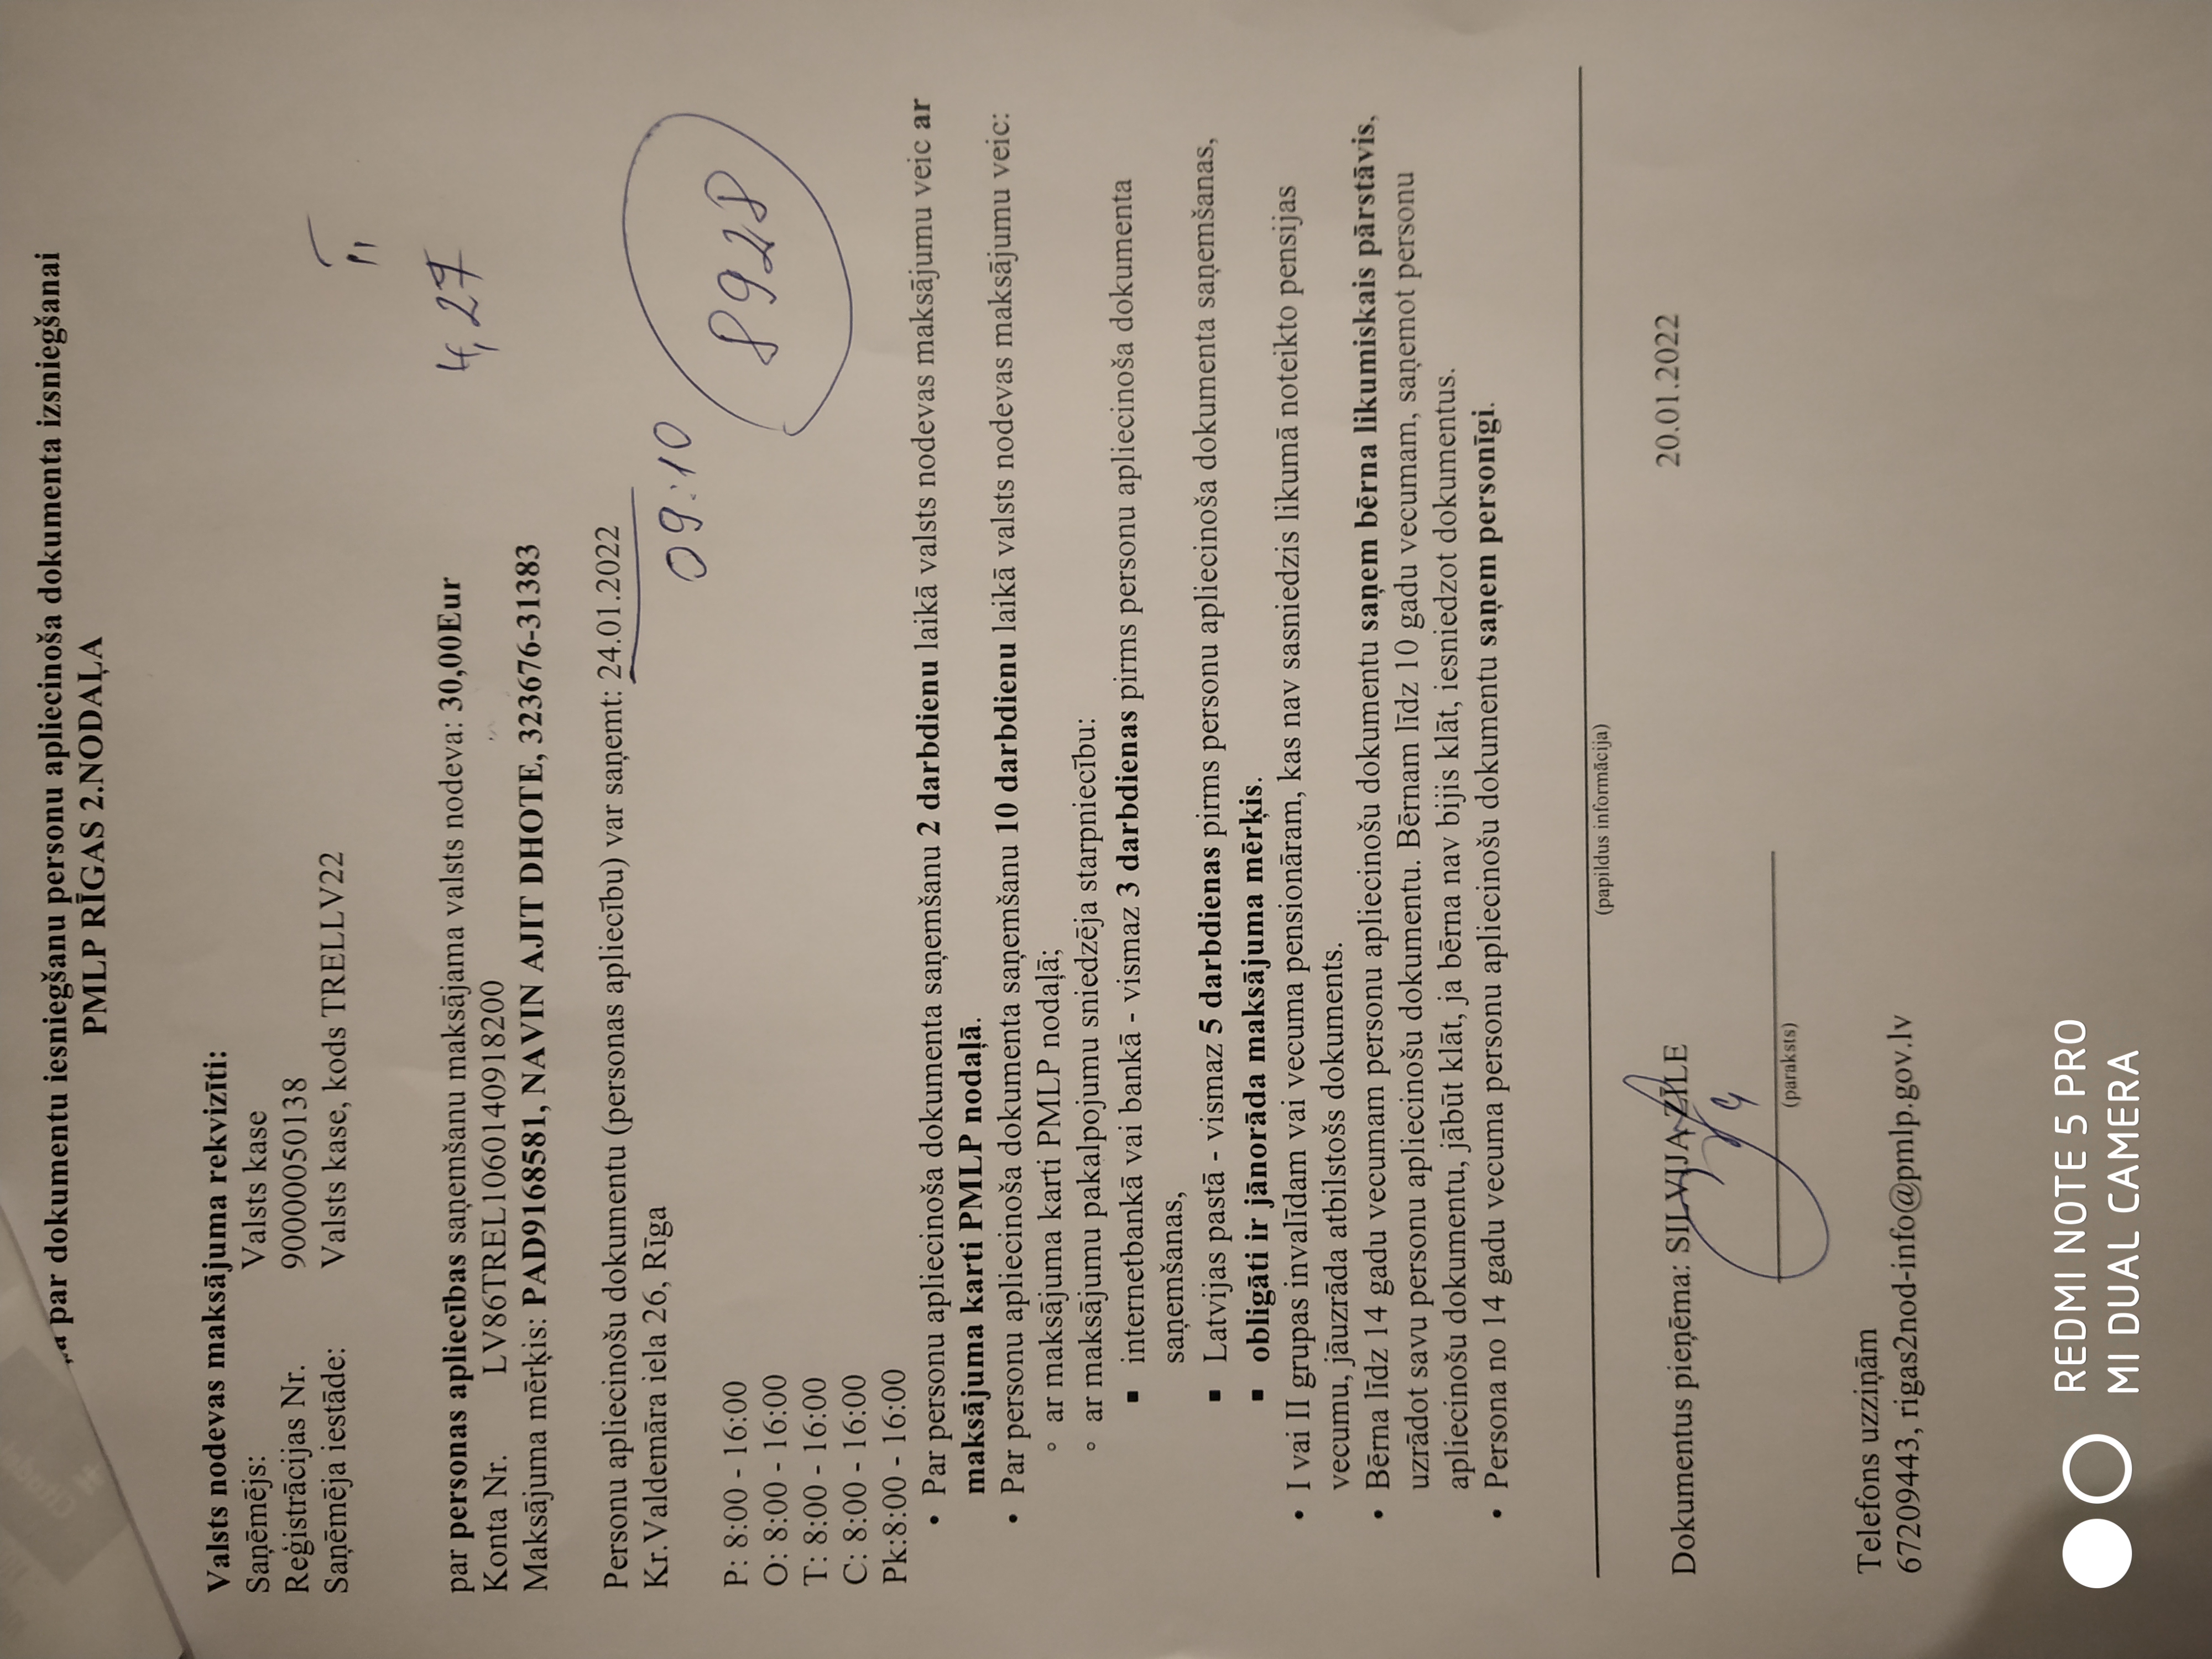 par dokumentu iesniegšanu personu apliecinoša dokumenta izsniegšanai
PMLP RĪGAS 2.NODAĻA
Valsts nodevas maksājuma rekvizīti:
Saņēmējs: Valsts kase
Reģistrācijas Nr. 90000050138
Saņēmēja iestāde: Valsts kase, kods TRELLV22
par personas apliecības saņemšanu maksājama valsts nodeva: 30,00Eur
4,27
Konta Nr. LV86TREL1060140918200
Maksājuma mērķis: PAD9168581, NAVIN AJIT DHOTE, 323676-31383
Personu apliecinošu dokumentu (personas apliecību) var saņemt: 24.01.2022
Kr.Valdemāra iela 26, Rīga
09:10
8928
P: 8:00 - 16:00
O: 8:00 - 16:00
T: 8:00 - 16:00
C: 8:00 - 16:00
Pk:8:00 - 16:00
• Par personu apliecinoša dokumenta saņemšanu 2 darbdienu laikā valsts nodevas maksājumu veic ar
maksājuma karti PMLP nodaļā.
• Par personu apliecinoša dokumenta saņemšanu 10 darbdienu laikā valsts nodevas maksājumu veic:
◦ ar maksājuma karti PMLP nodaļā;
◦ ar maksājumu pakalpojumu sniedzēja starpniecību:
▪ internetbankā vai bankā - vismaz 3 darbdienas pirms personu apliecinoša dokumenta
saņemšanas,
▪ Latvijas pastā - vismaz 5 darbdienas pirms personu apliecinoša dokumenta saņemšanas,
▪ obligāti ir jānorāda maksājuma mērķis.
• I vai II grupas invalīdam vai vecuma pensionāram, kas nav sasniedzis likumā noteikto pensijas
vecumu, jāuzrāda atbilstošs dokuments.
• Bērna līdz 14 gadu vecumam personu apliecinošu dokumentu saņem bērna likumiskais pārstāvis,
uzrādot savu personu apliecinošu dokumentu. Bērnam līdz 10 gadu vecumam, saņemot personu
apliecinošu dokumentu, jābūt klāt, ja bērna nav bijis klāt, iesniedzot dokumentus.
• Persona no 14 gadu vecuma personu apliecinošu dokumentu saņem personīgi.
(papildus informācija)
Dokumentus pieņēma: SILVIJA ZĪLE 20.01.2022
(paraksts)
Telefons uzziņām
67209443, rigas2nod-info@pmlp.gov.lv
REDMI NOTE 5 PRO
MI DUAL CAMERA